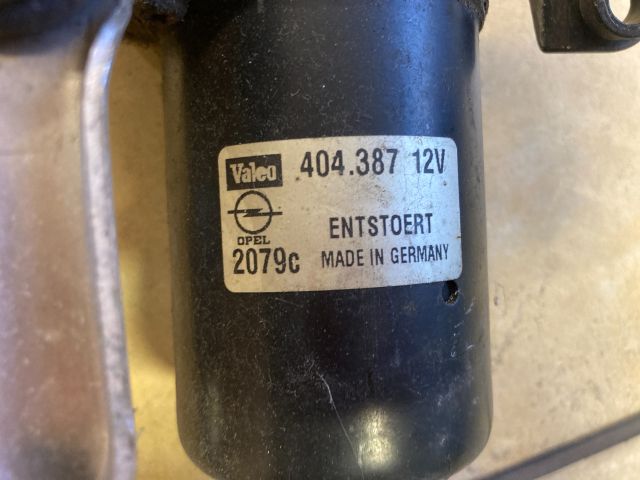 Valeo 404.387 12V
OPEL ENTSTOERT
2079c MADE IN GERMANY